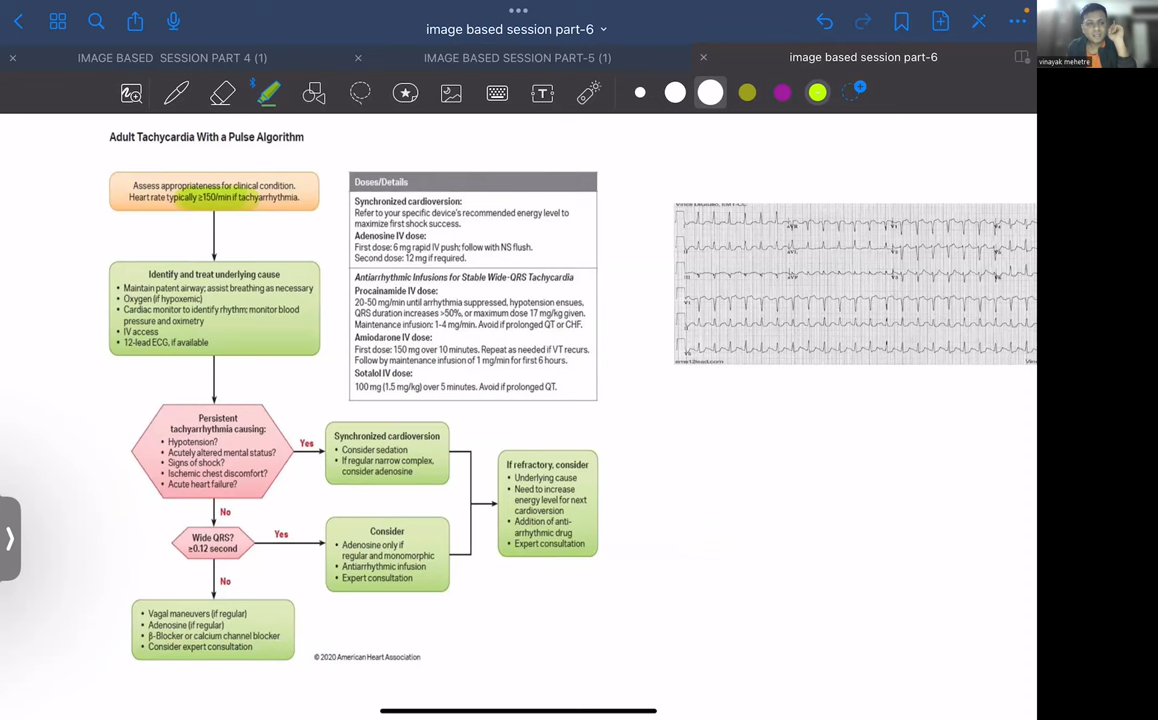 image based session part-6
IMAGE BASED SESSION PART 4 (1)
IMAGE BASED SESSION PART-5 (1)
image based session part-6
vinayak mehetre
Adult Tachycardia With a Pulse Algorithm
Assess appropriateness for clinical condition.
Heart rate typically ≥150/min if tachyarrhythmia.
Identify and treat underlying cause
• Maintain patent airway; assist breathing as necessary
• Oxygen (if hypoxemic)
• Cardiac monitor to identify rhythm; monitor blood
pressure and oximetry
• IV access
• 12-lead ECG, if available
Persistent
tachyarrhythmia causing:
• Hypotension?
• Acutely altered mental status?
• Signs of shock?
• Ischemic chest discomfort?
• Acute heart failure?
Yes
Synchronized cardioversion
• Consider sedation
• If regular narrow complex,
consider adenosine
No
Wide QRS?
≥0.12 second
Yes
Consider
• Adenosine only if
regular and monomorphic
• Antiarrhythmic infusion
• Expert consultation
If refractory, consider
• Underlying cause
• Need to increase
energy level for next
cardioversion
• Addition of anti-
arrhythmic drug
• Expert consultation
No
• Vagal maneuvers (if regular)
• Adenosine (if regular)
• β-Blocker or calcium channel blocker
• Consider expert consultation
© 2020 American Heart Association
Doses/Details
Synchronized cardioversion:
Refer to your specific device's recommended energy level to
maximize first shock success.
Adenosine IV dose:
First dose: 6 mg rapid IV push; follow with NS flush.
Second dose: 12 mg if required.
Antiarrhythmic Infusions for Stable Wide-QRS Tachycardia
Procainamide IV dose:
20-50 mg/min until arrhythmia suppressed, hypotension ensues,
QRS duration increases >50%, or maximum dose 17 mg/kg given.
Maintenance infusion: 1-4 mg/min. Avoid if prolonged QT or CHF.
Amiodarone IV dose:
First dose: 150 mg over 10 minutes. Repeat as needed if VT recurs.
Follow by maintenance infusion of 1 mg/min for first 6 hours.
Sotalol IV dose:
100 mg (1.5 mg/kg) over 5 minutes. Avoid if prolonged QT.